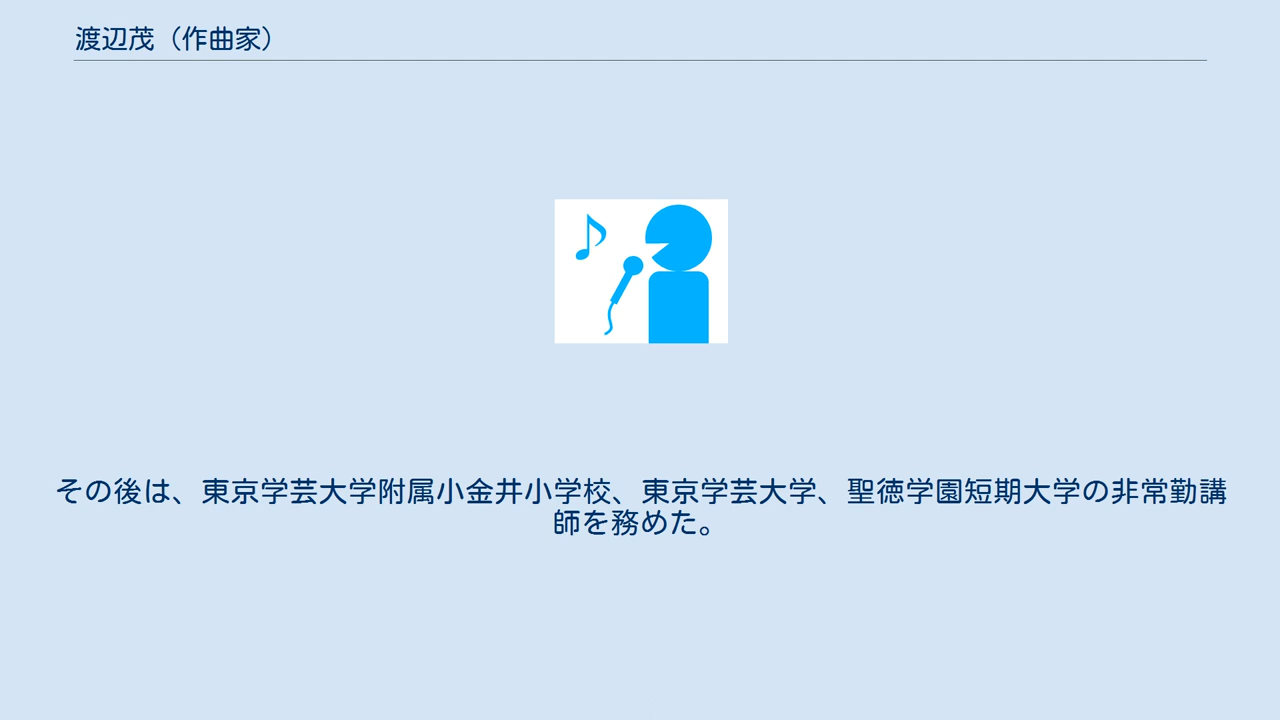 渡辺茂（作曲家）
その後は、東京学芸大学附属小金井小学校、東京学芸大学、聖徳学園短期大学の非常勤講
師を務めた。